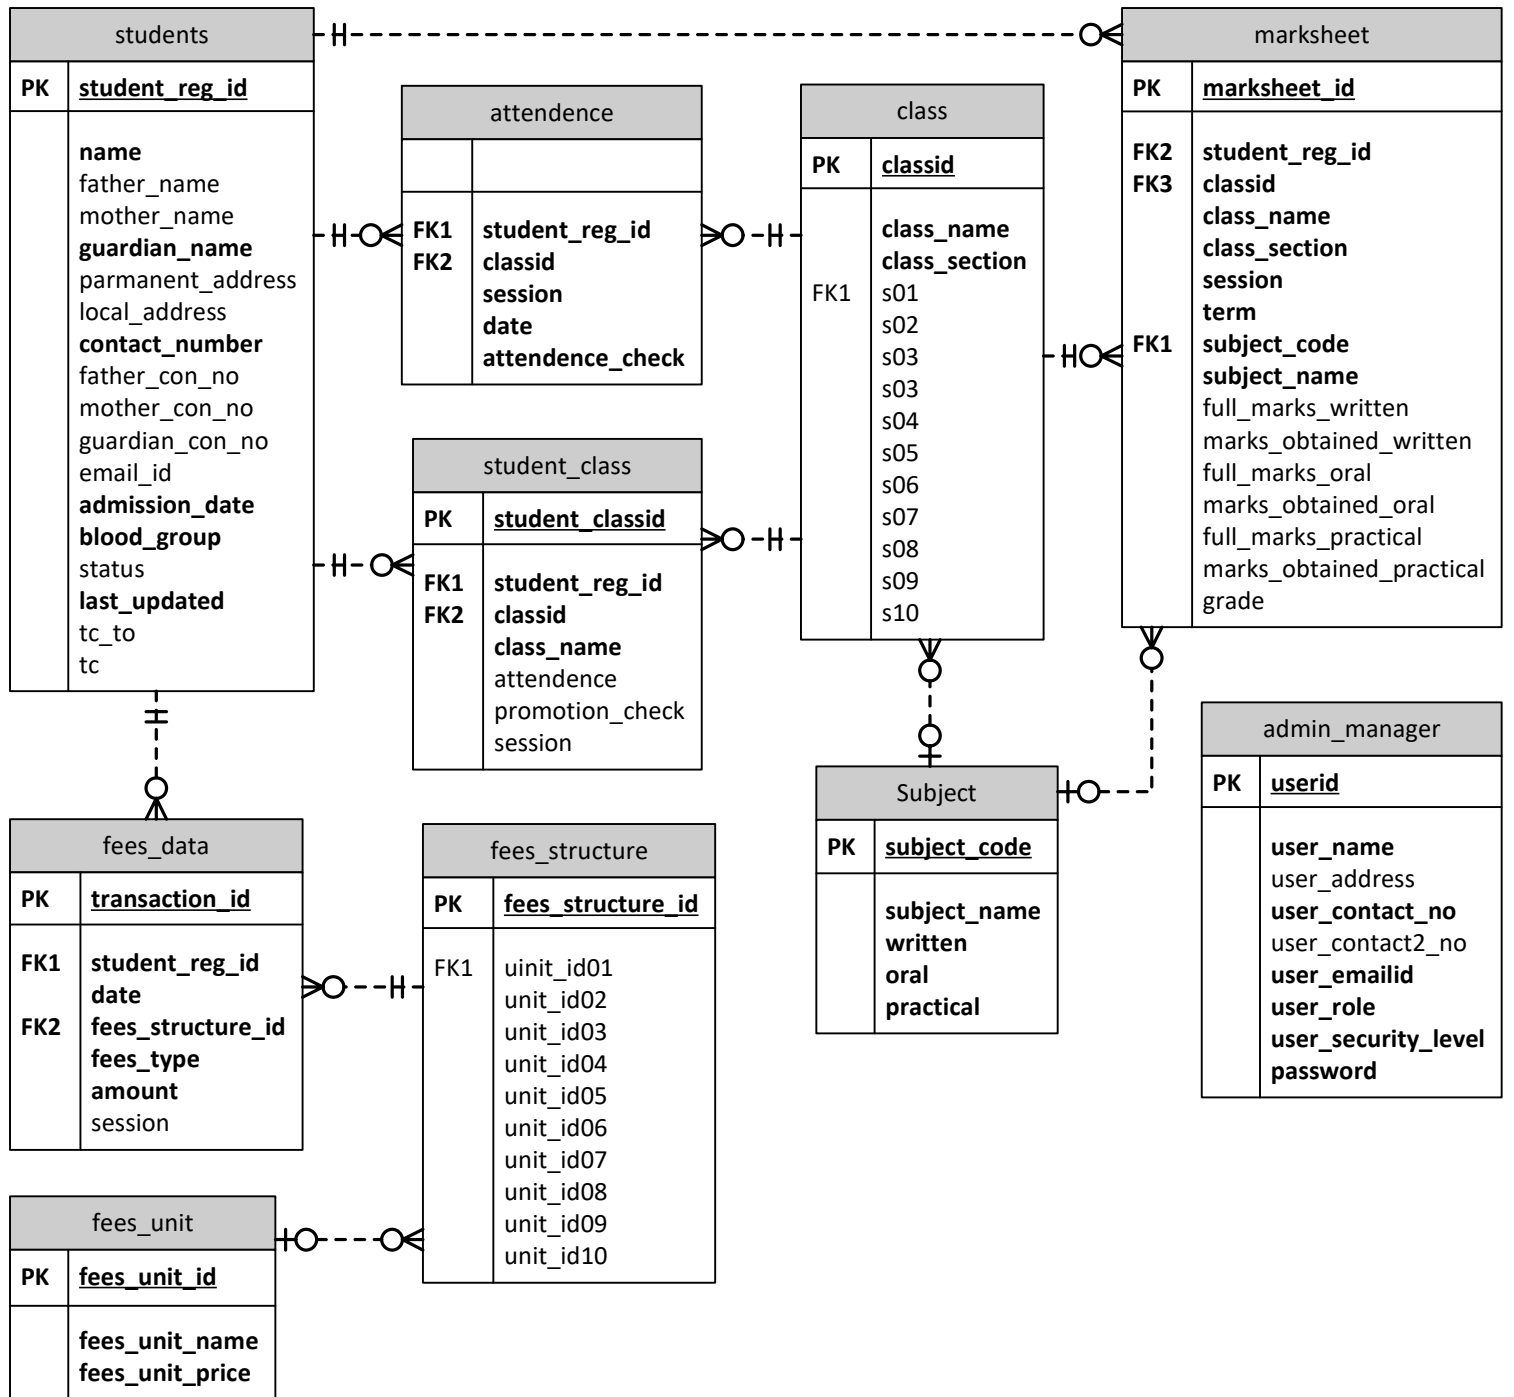 students
PK student_reg_id
name
father_name
mother_name
guardian_name
parmanent_address
local_address
contact_number
father_con_no
mother_con_no
guardian_con_no
email_id
admission_date
blood_group
status
last_updated
tc_to
tc
attendence
FK1 student_reg_id
FK2 classid
session
date
attendence_check
student_class
PK student_classid
FK1 student_reg_id
FK2 classid
class_name
attendence
promotion_check
session
class
PK classid
class_name
class_section
FK1 s01
s02
s03
s03
s04
s05
s06
s07
s08
s09
s10
marksheet
PK marksheet_id
FK2 student_reg_id
FK3 classid
class_name
class_section
session
term
FK1 subject_code
subject_name
full_marks_written
marks_obtained_written
full_marks_oral
marks_obtained_oral
full_marks_practical
marks_obtained_practical
grade
fees_data
PK transaction_id
FK1 student_reg_id
date
FK2 fees_structure_id
fees_type
amount
session
fees_structure
PK fees_structure_id
FK1 uinit_id01
unit_id02
unit_id03
unit_id04
unit_id05
unit_id06
unit_id07
unit_id08
unit_id09
unit_id10
Subject
PK subject_code
subject_name
written
oral
practical
admin_manager
PK userid
user_name
user_address
user_contact_no
user_contact2_no
user_emailid
user_role
user_security_level
password
fees_unit
PK fees_unit_id
fees_unit_name
fees_unit_price